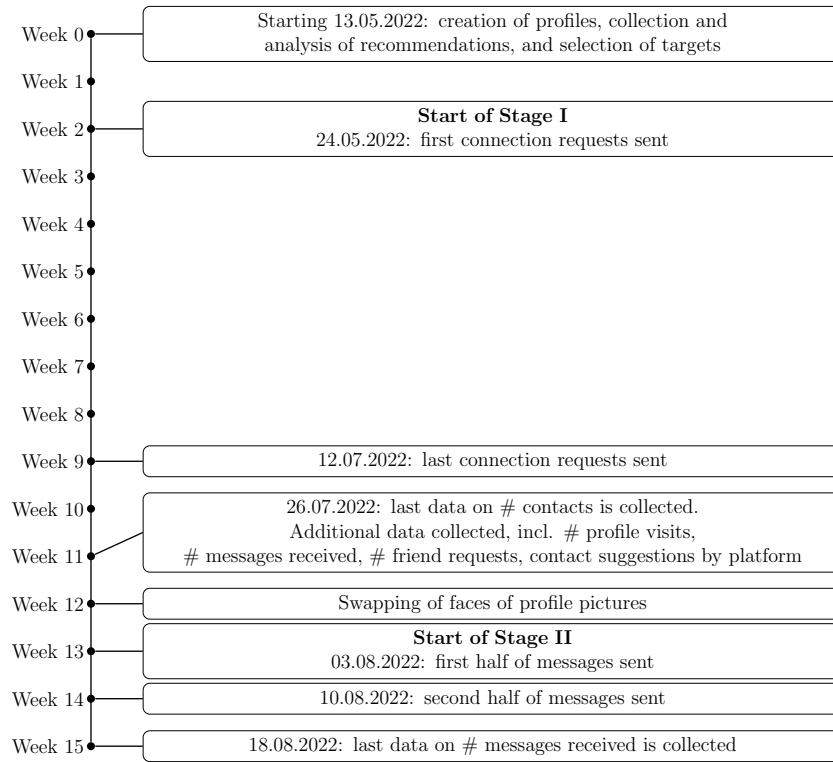 Week 0
Starting 13.05.2022: creation of profiles, collection and
analysis of recommendations, and selection of targets
Week 1
Week 2
Start of Stage I
24.05.2022: first connection requests sent
Week 3
Week 4
Week 5
Week 6
Week 7
Week 8
Week 9
12.07.2022: last connection requests sent
Week 10
26.07.2022: last data on # contacts is collected.
Additional data collected, incl. # profile visits,
# messages received, # friend requests, contact suggestions by platform
Week 11
Week 12
Swapping of faces of profile pictures
Week 13
Start of Stage II
03.08.2022: first half of messages sent
Week 14
10.08.2022: second half of messages sent
Week 15
18.08.2022: last data on # messages received is collected